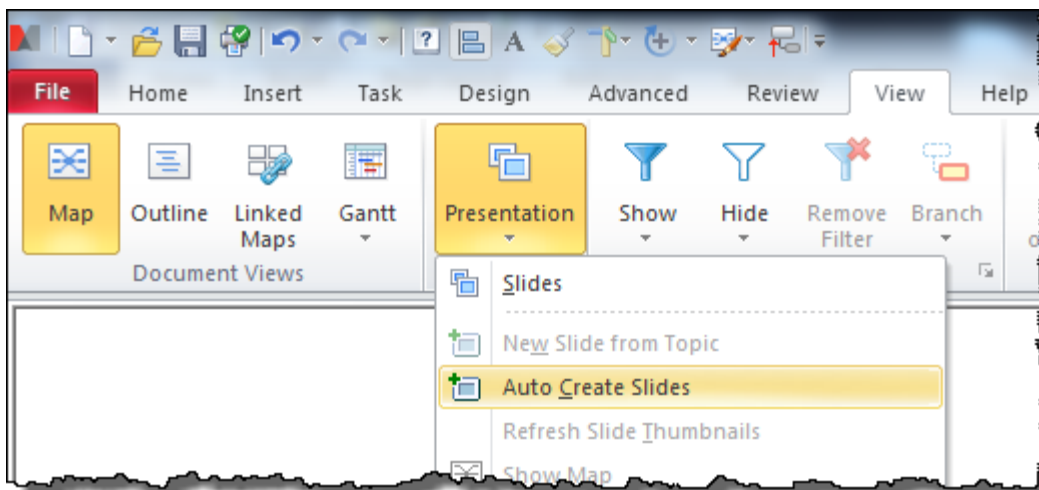 File Home Insert Task Design Advanced Review View Help
Map Outline Linked Maps Gantt Presentation Show Hide Remove Filter Branch
Document Views
Slides
New Slide from Topic
Auto Create Slides
Refresh Slide Thumbnails
Show Map